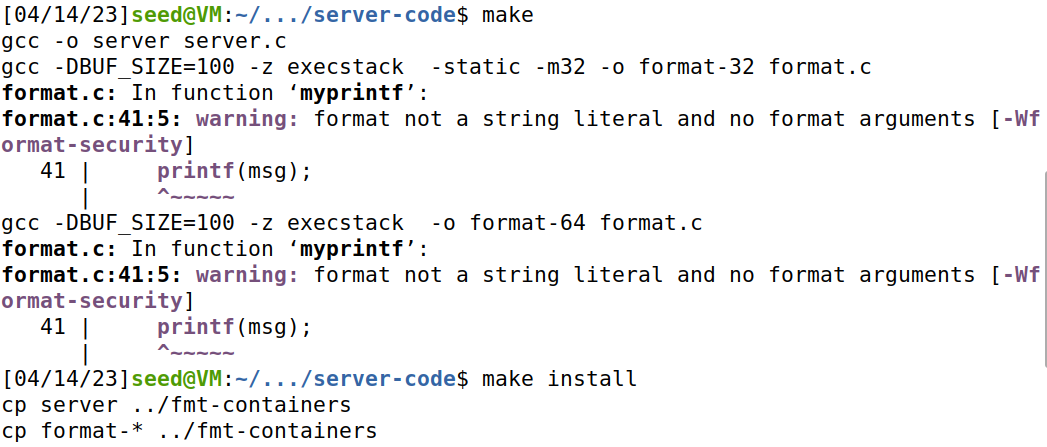 [04/14/23]seed@VM:~/.../server-code$ make
gcc -o server server.c
gcc -DBUF_SIZE=100 -z execstack  -static -m32 -o format-32 format.c
format.c: In function ‘myprintf’:
format.c:41:5: warning: format not a string literal and no format arguments [-Wf
ormat-security]
   41 |     printf(msg);
      |     ^~~~~~
gcc -DBUF_SIZE=100 -z execstack  -o format-64 format.c
format.c: In function ‘myprintf’:
format.c:41:5: warning: format not a string literal and no format arguments [-Wf
ormat-security]
   41 |     printf(msg);
      |     ^~~~~~
[04/14/23]seed@VM:~/.../server-code$ make install
cp server ../fmt-containers
cp format-* ../fmt-containers